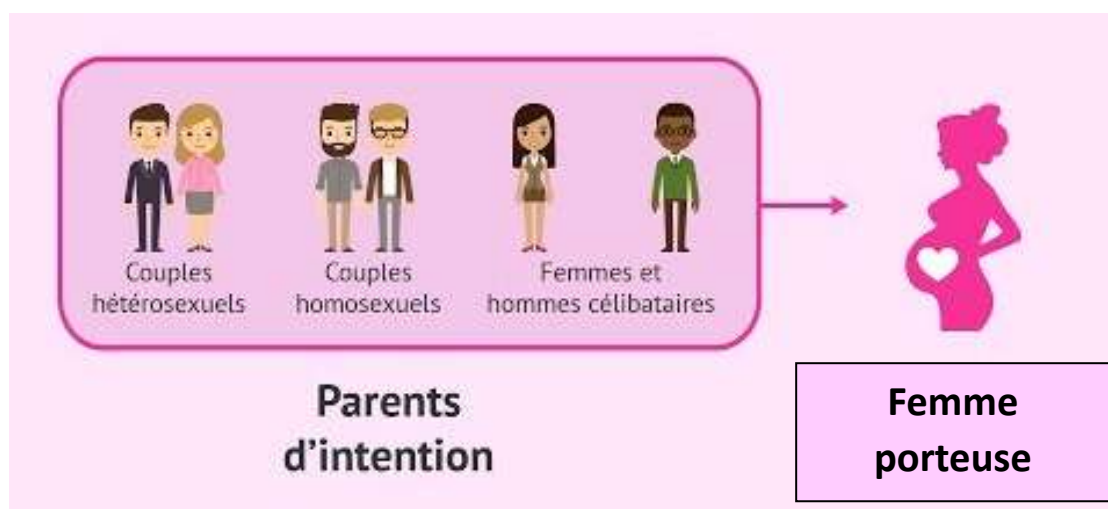 Couples
hétérosexuels
Couples
homosexuels
Femmes et
hommes célibataires
Parents
d'intention
Femme
porteuse